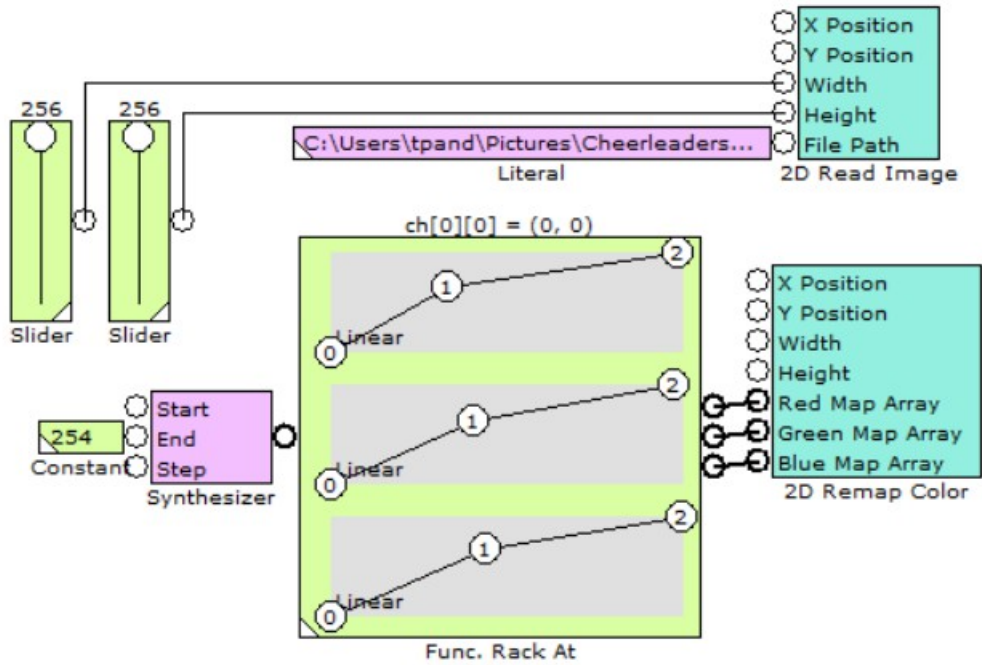 X Position
Y Position
Width
Height
File Path
2D Read Image
256
256
C:\Users\tpand\Pictures\Cheerleaders...
Literal
Slider
Slider
ch[0][0] = (0, 0)
0
1
2
Linear
0
1
2
Linear
0
1
2
Linear
Func. Rack At
254
Constant
Start
End
Step
Synthesizer
X Position
Y Position
Width
Height
Red Map Array
Green Map Array
Blue Map Array
2D Remap Color